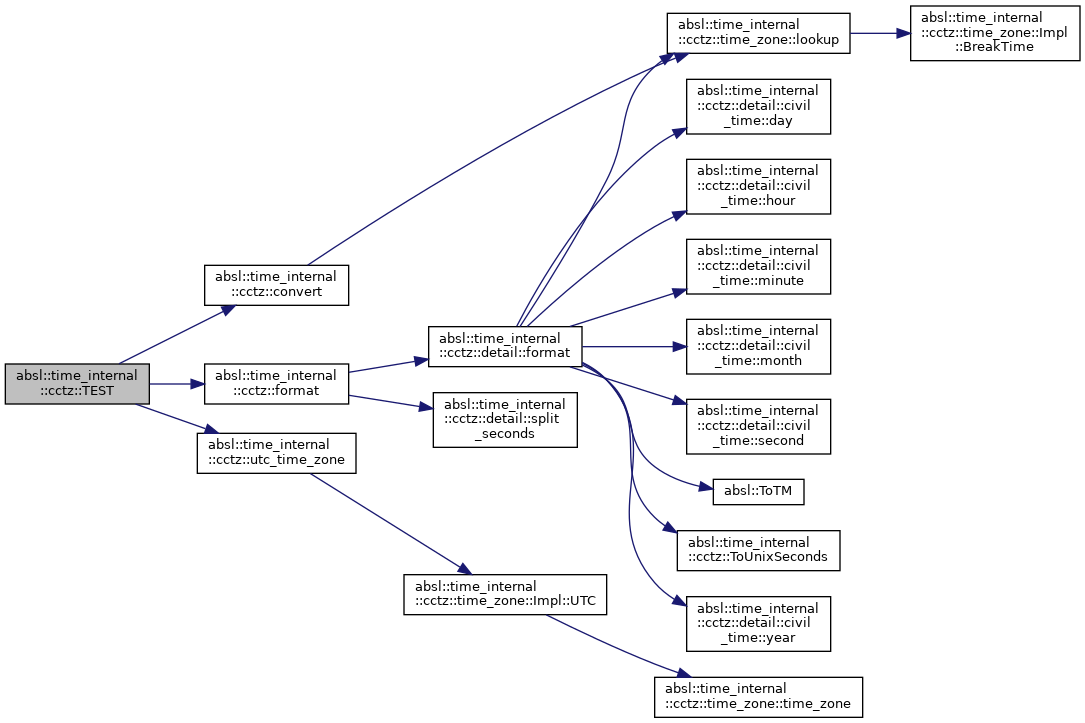 absl::time_internal
::cctz::TEST
absl::time_internal
::cctz::convert
absl::time_internal
::cctz::format
absl::time_internal
::cctz::utc_time_zone
absl::time_internal
::cctz::detail::format
absl::time_internal
::cctz::detail::split
_seconds
absl::time_internal
::cctz::time_zone::Impl::UTC
absl::time_internal
::cctz::time_zone::lookup
absl::time_internal
::cctz::detail::civil
_time::day
absl::time_internal
::cctz::detail::civil
_time::hour
absl::time_internal
::cctz::detail::civil
_time::minute
absl::time_internal
::cctz::detail::civil
_time::month
absl::time_internal
::cctz::detail::civil
_time::second
absl::ToTM
absl::time_internal
::cctz::ToUnixSeconds
absl::time_internal
::cctz::detail::civil
_time::year
absl::time_internal
::cctz::time_zone::time_zone
absl::time_internal
::cctz::time_zone::Impl
::BreakTime